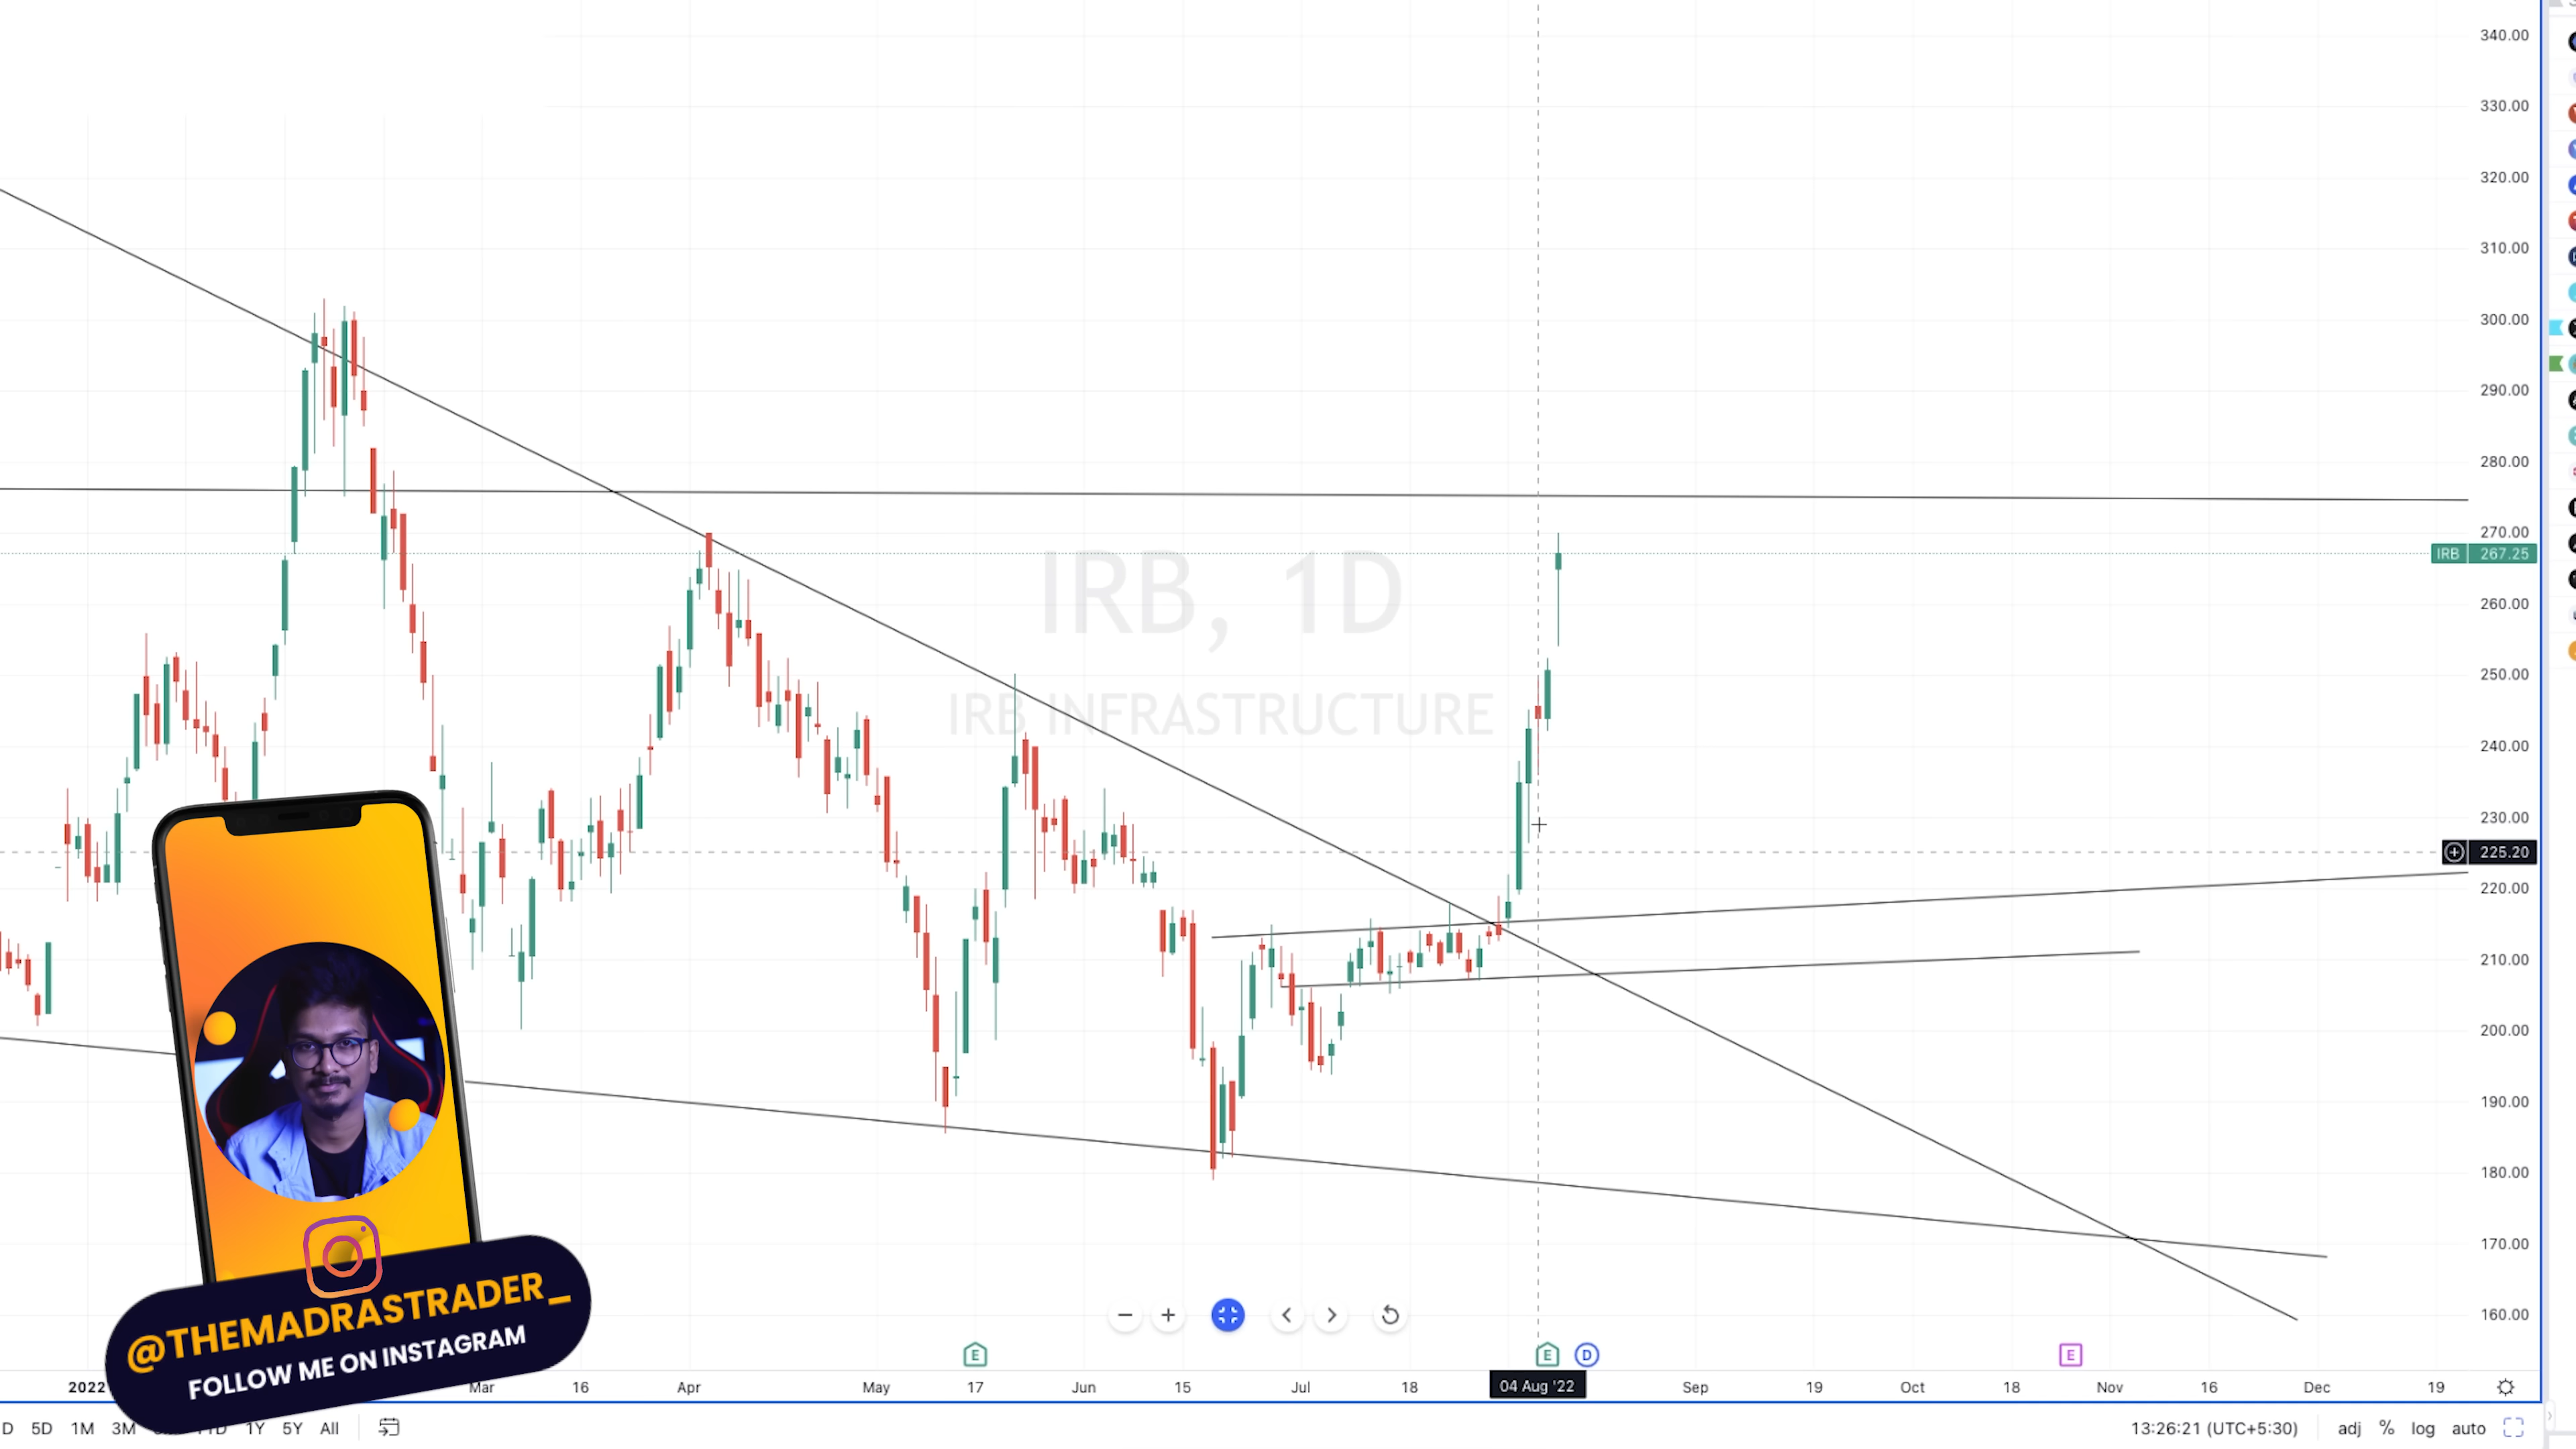 340.00
330.00
320.00
310.00
300.00
290.00
280.00
270.00
IRB 267.25
260.00
250.00
240.00
230.00
225.20
220.00
210.00
200.00
190.00
180.00
170.00
160.00
IRB, 1D
IRB INFRASTRUCTURE
@THEMADRASTRADER_
FOLLOW ME ON INSTAGRAM
E E D E
2022 Mar 16 Apr May 17 Jun 15 Jul 18 04 Aug '22 Sep 19 Oct 18 Nov 16 Dec 19
D 5D 1M 3M 1Y 5Y All 13:26:21 (UTC+5:30) adj % log auto